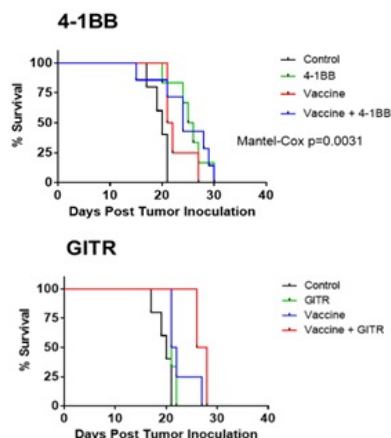 4-1BB
100
75
50
25
0
% Survival
0 10 20 30 40
Days Post Tumor Inoculation
Control
4-1BB
Vaccine
Vaccine + 4-1BB
Mantel-Cox p=0.0031
GITR
100
75
50
25
0
% Survival
0 20 40
Days Post Tumor Inoculation
Control
GITR
Vaccine
Vaccine + GITR